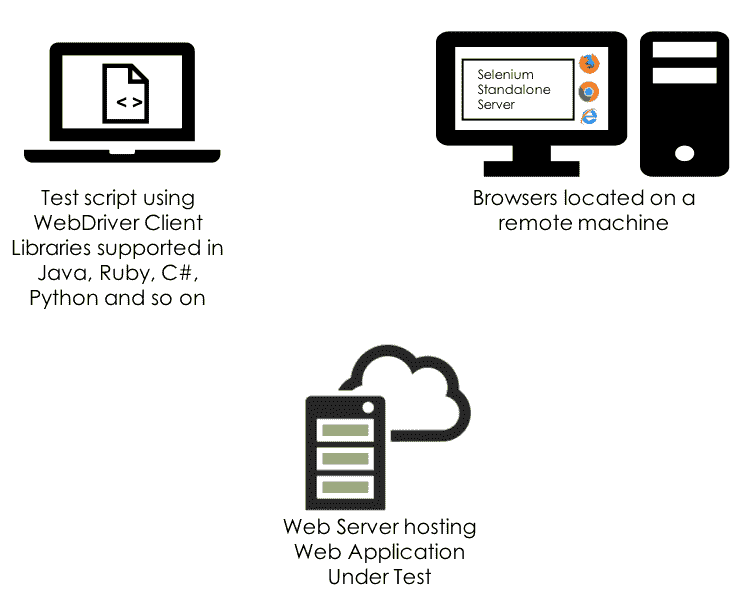 < >
Selenium
Standalone
Server
Test script using
WebDriver Client
Libraries supported in
Java, Ruby, C#,
Python and so on
Browsers located on a
remote machine
Web Server hosting
Web Application
Under Test